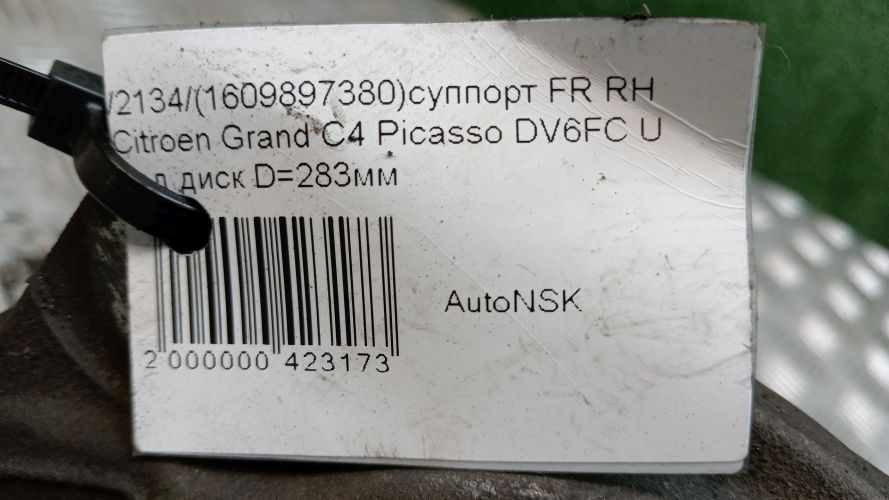 /2134/(1609897380)суппорт FR RH
Citroen Grand C4 Picasso DV6FC U
диск D=283мм
AutoNSK
2 000000 423173